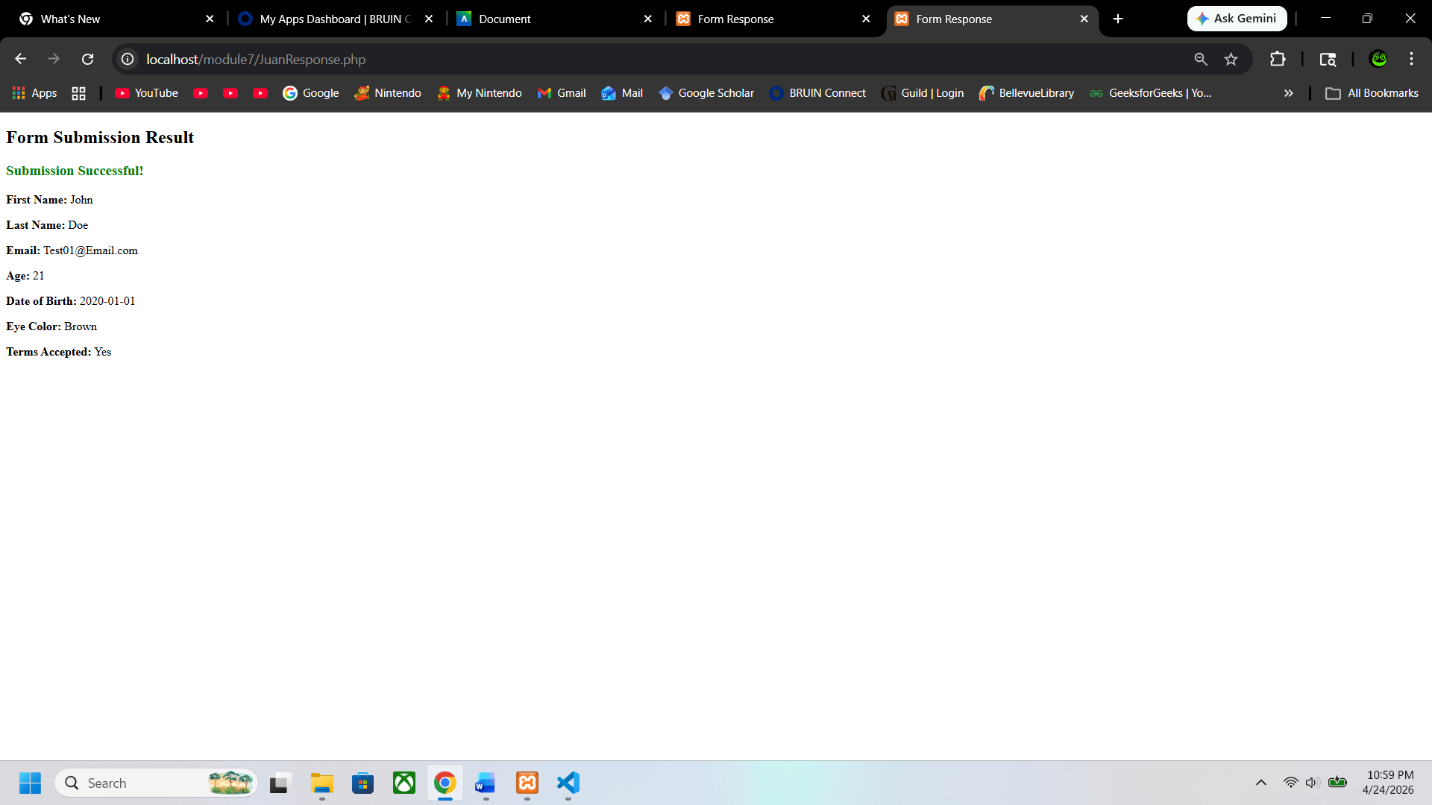 What's New
My Apps Dashboard | BRUIN C
Document
Form Response
Form Response
Ask Gemini
localhost/module7/JuanResponse.php
Apps
YouTube
Google
Nintendo
My Nintendo
Gmail
Mail
Google Scholar
BRUIN Connect
Guild | Login
BellevueLibrary
GeeksforGeeks | Yo...
All Bookmarks
Form Submission Result
Submission Successful!
First Name: John
Last Name: Doe
Email: Test01@Email.com
Age: 21
Date of Birth: 2020-01-01
Eye Color: Brown
Terms Accepted: Yes
Search
10:59 PM
4/24/2026